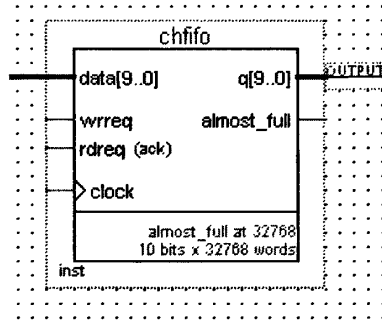 chfifo
data[9..0] q[9..0]
OUTPUT
wrreq almost_full
rdreq (ack)
clock
almost_full at 32768
10 bits x 32768 words
inst